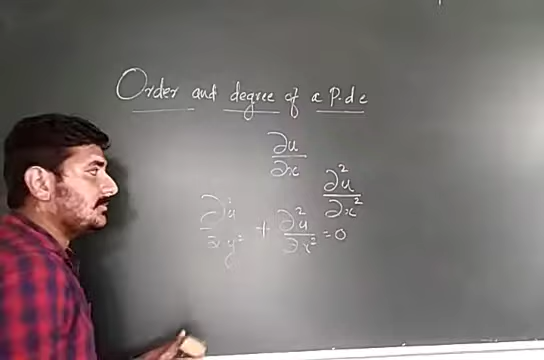 Order and degree of a P.d.e
∂u/∂x
∂²u/∂x²
∂²u/∂y² + ∂²u/∂x² = 0